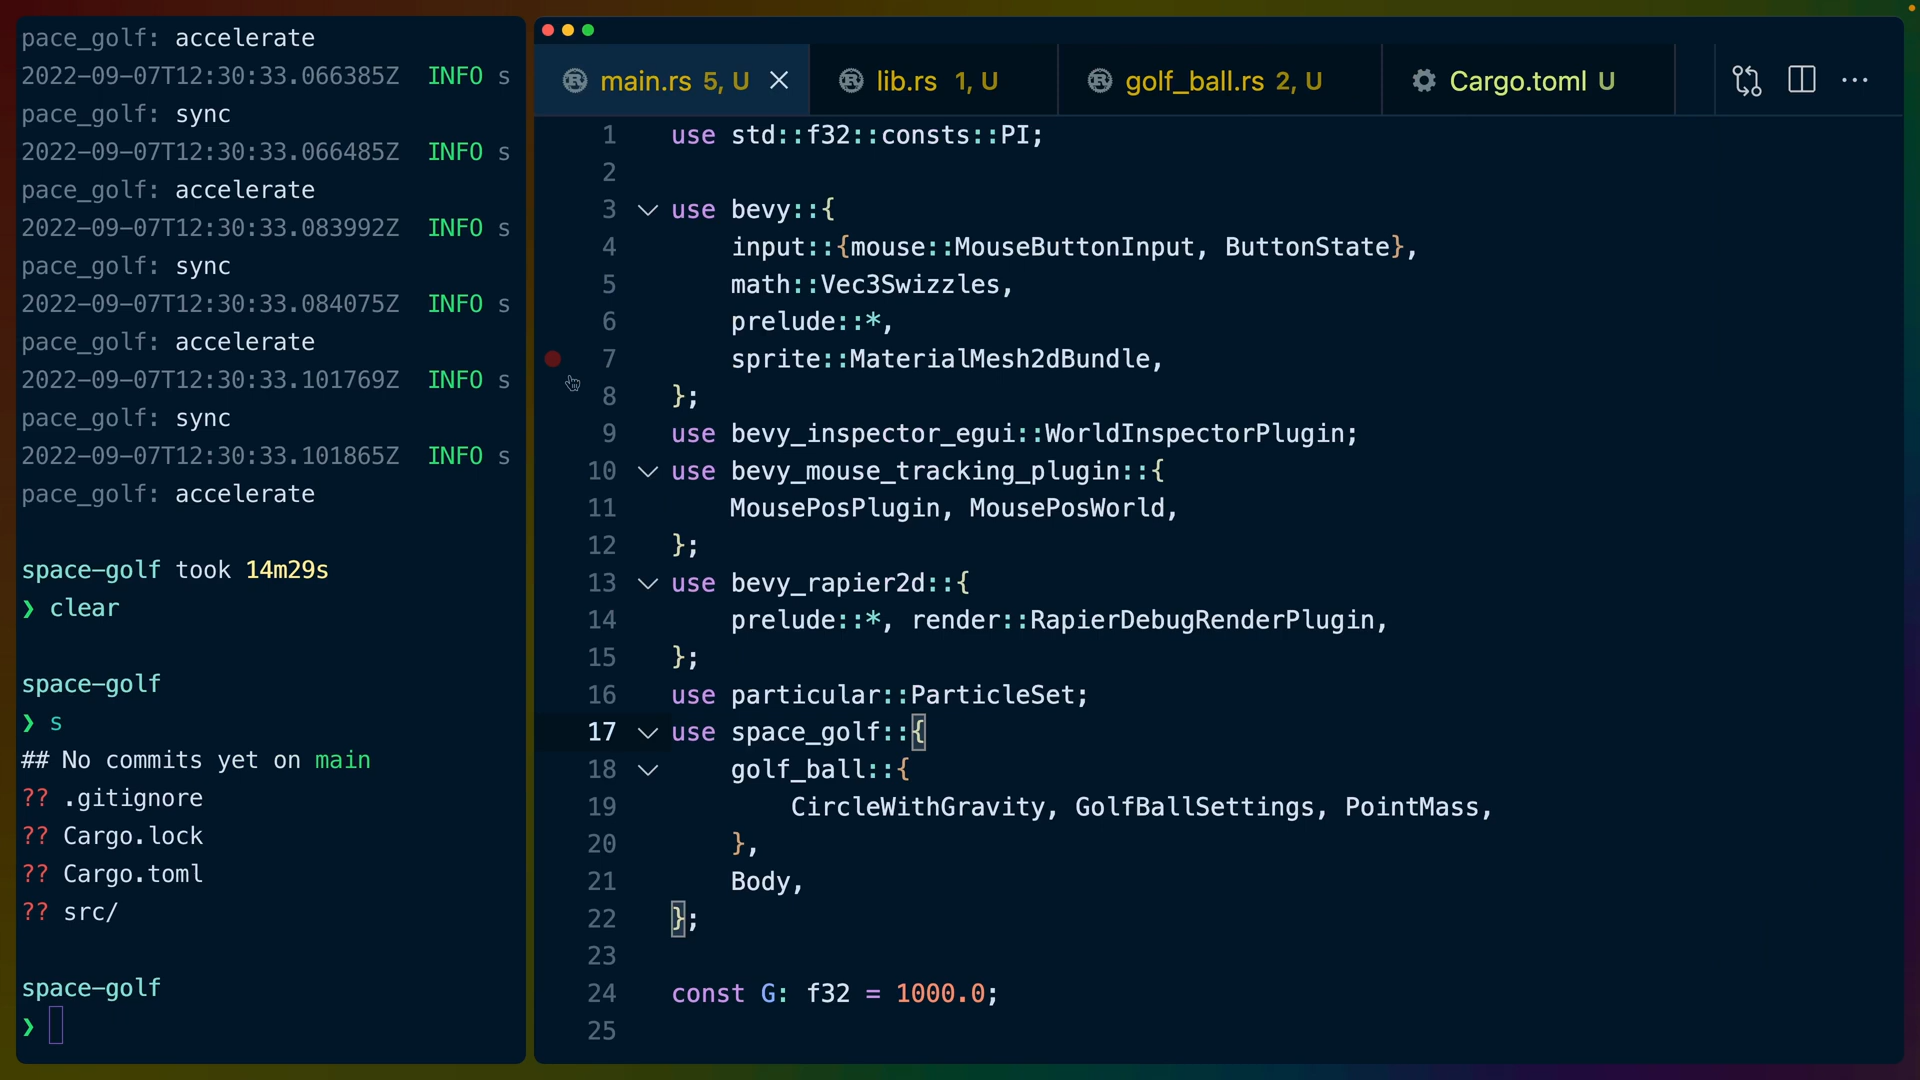 pace_golf: accelerate
2022-09-07T12:30:33.066385Z  INFO s
pace_golf: sync
2022-09-07T12:30:33.066485Z  INFO s
pace_golf: accelerate
2022-09-07T12:30:33.083992Z  INFO s
pace_golf: sync
2022-09-07T12:30:33.084075Z  INFO s
pace_golf: accelerate
2022-09-07T12:30:33.101769Z  INFO s
pace_golf: sync
2022-09-07T12:30:33.101865Z  INFO s
pace_golf: accelerate
space-golf took 14m29s
❯ clear
space-golf
❯ s
## No commits yet on main
?? .gitignore
?? Cargo.lock
?? Cargo.toml
?? src/
space-golf
❯
main.rs 5, U
lib.rs 1, U
golf_ball.rs 2, U
Cargo.toml U
1 use std::f32::consts::PI;
2
3 use bevy::{
4     input::{mouse::MouseButtonInput, ButtonState},
5     math::Vec3Swizzles,
6     prelude::*,
7     sprite::MaterialMesh2dBundle,
8 };
9 use bevy_inspector_egui::WorldInspectorPlugin;
10 use bevy_mouse_tracking_plugin::{
11     MousePosPlugin, MousePosWorld,
12 };
13 use bevy_rapier2d::{
14     prelude::*, render::RapierDebugRenderPlugin,
15 };
16 use particular::ParticleSet;
17 use space_golf::{
18     golf_ball::{
19         CircleWithGravity, GolfBallSettings, PointMass,
20     },
21     Body,
22 };
23
24 const G: f32 = 1000.0;
25